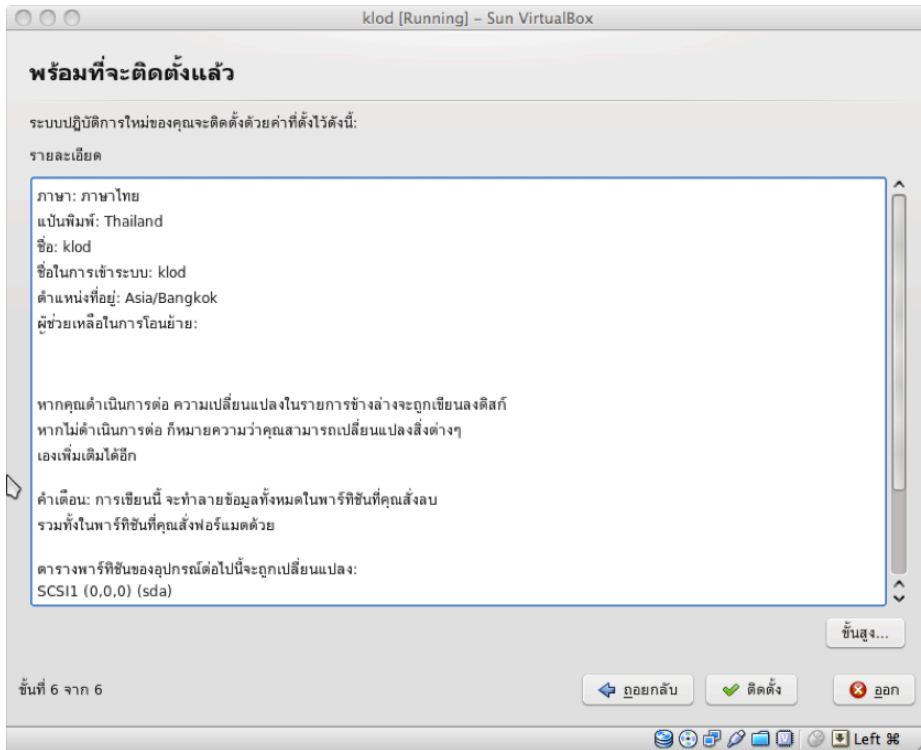 klod [Running] – Sun VirtualBox
พร้อมที่จะติดตั้งแล้ว
ระบบปฏิบัติการใหม่ของคุณจะติดตั้งด้วยค่าที่ตั้งไว้ดังนี้:
รายละเอียด
ภาษา: ภาษาไทย
แป้นพิมพ์: Thailand
ชื่อ: klod
ชื่อในการเข้าระบบ: klod
ตำแหน่งที่อยู่: Asia/Bangkok
ผู้ช่วยเหลือในการโอนย้าย:
หากคุณดำเนินการต่อ ความเปลี่ยนแปลงในรายการข้างล่างจะถูกเขียนลงดิสก์
หากไม่ดำเนินการต่อ ก็หมายความว่าคุณสามารถเปลี่ยนแปลงสิ่งต่างๆ
เองเพิ่มเติมได้อีก
คำเตือน: การเขียนนี้ จะทำลายข้อมูลทั้งหมดในพาร์ทิชันที่คุณสั่งลบ
รวมทั้งในพาร์ทิชันที่คุณสั่งฟอร์แมตด้วย
ตารางพาร์ทิชันของอุปกรณ์ต่อไปนี้จะถูกเปลี่ยนแปลง:
SCSI1 (0,0,0) (sda)
ขั้นสูง...
ขั้นที่ 6 จาก 6
ถอยกลับ ติดตั้ง ออก
Left ⌘